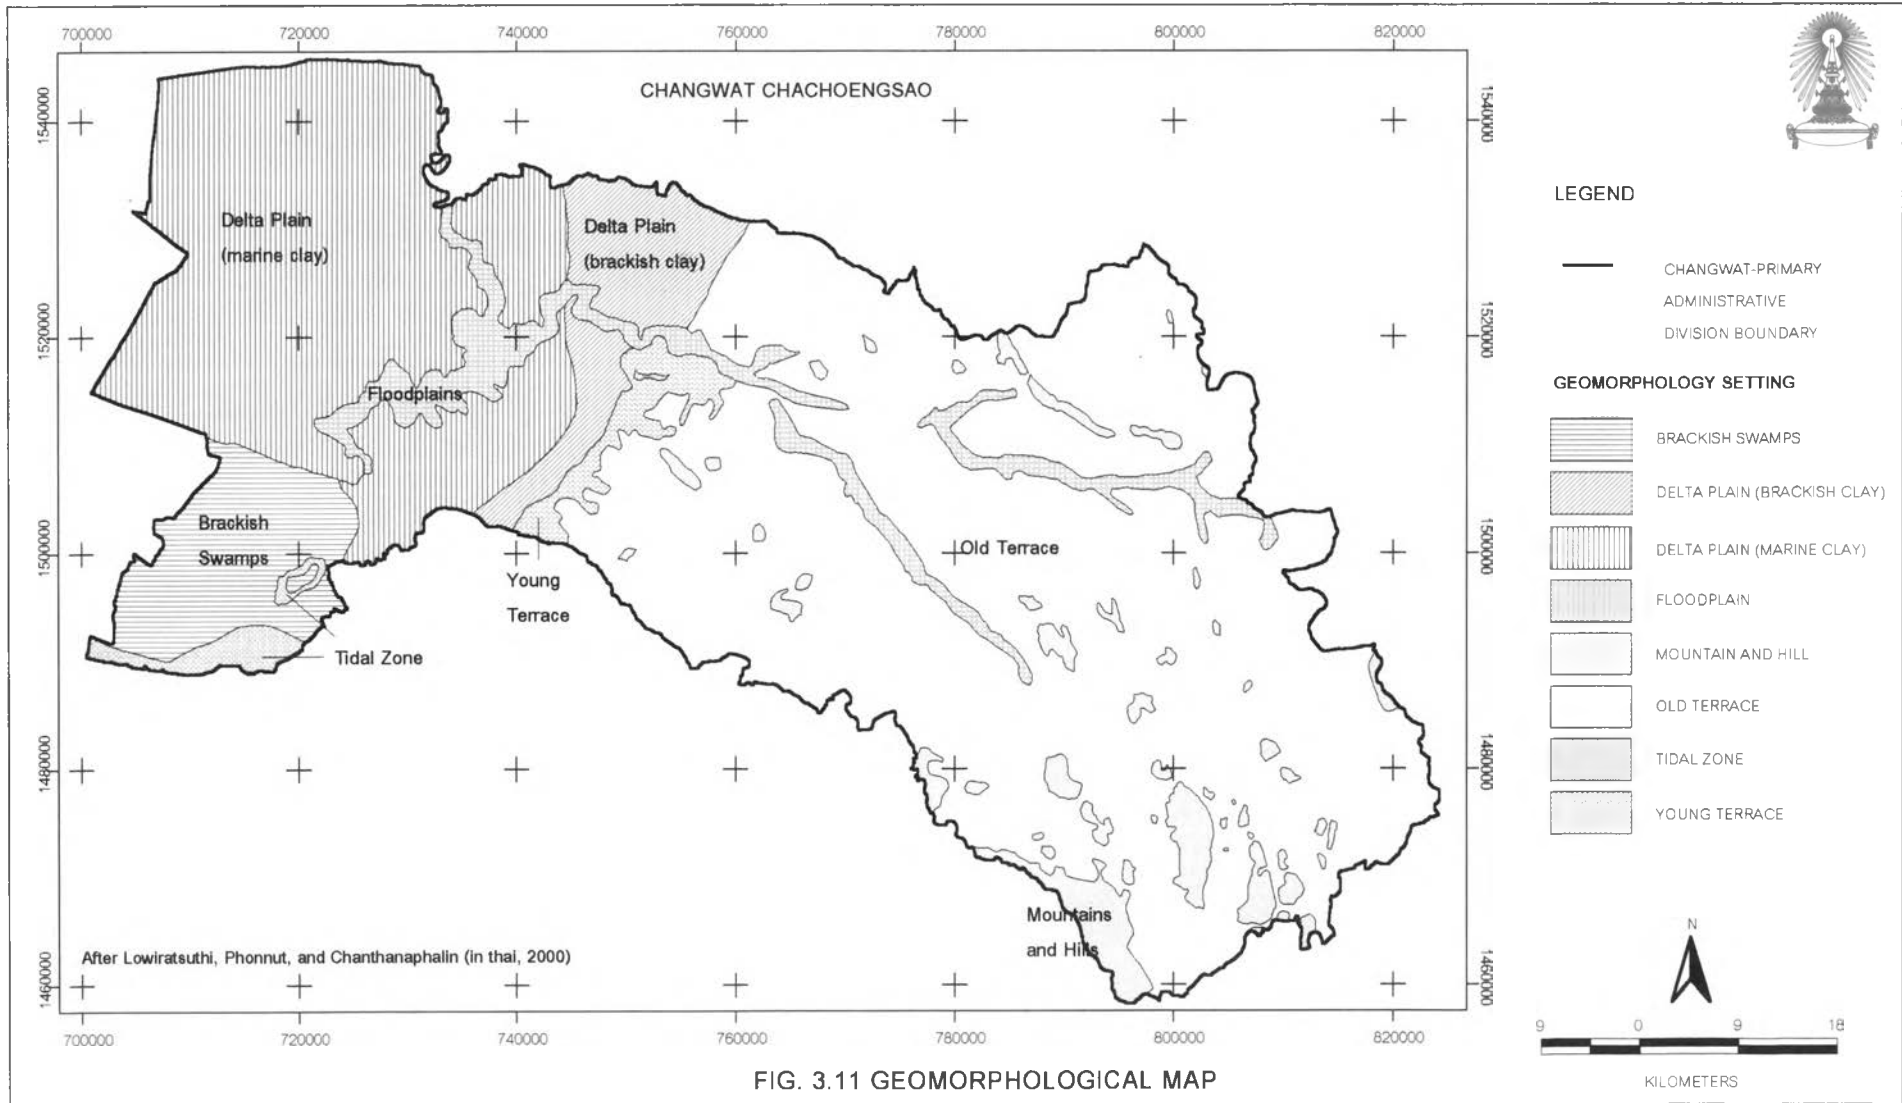 700000 720000 740000 760000 780000 800000 820000
CHANGWAT CHACHOENGSAO
1540000
1520000
1500000
1480000
1460000
Delta Plain
(marine clay)
Delta Plain
(brackish clay)
Floodplains
Brackish
Swamps
Young
Terrace
Old Terrace
Tidal Zone
Mountains
and Hills
After Lowiratsuthi, Phonnut, and Chanthanaphalin (in thai, 2000)
1540000
1520000
1500000
1480000
1460000
700000 720000 740000 760000 780000 800000 820000
FIG. 3.11 GEOMORPHOLOGICAL MAP
LEGEND
CHANGWAT-PRIMARY
ADMINISTRATIVE
DIVISION BOUNDARY
GEOMORPHOLOGY SETTING
BRACKISH SWAMPS
DELTA PLAIN (BRACKISH CLAY)
DELTA PLAIN (MARINE CLAY)
FLOODPLAIN
MOUNTAIN AND HILL
OLD TERRACE
TIDAL ZONE
YOUNG TERRACE
N
9 0 9 18
KILOMETERS